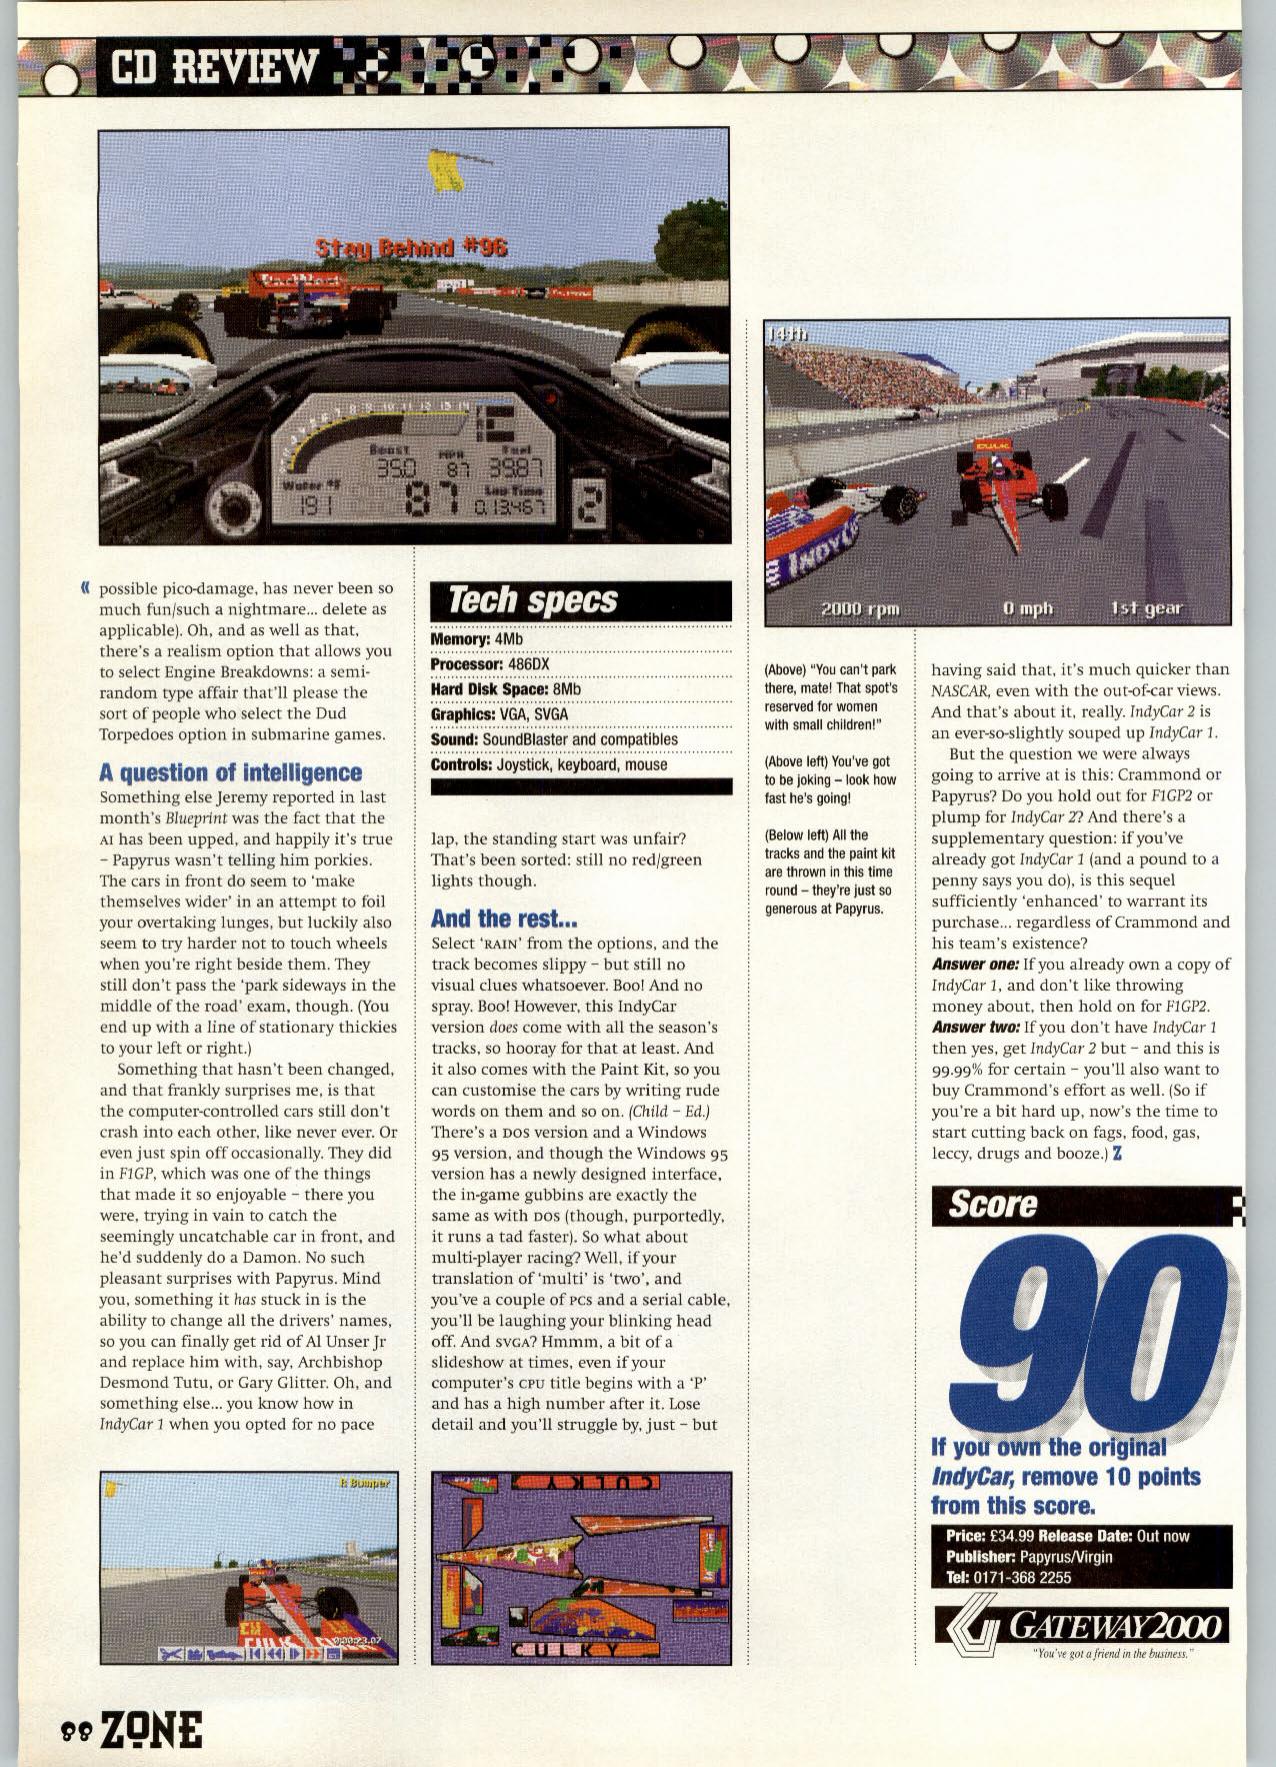 CD REVIEW
Stay Behind #96
7 8 9 10 11 12 13 14
Boost
MPH
Fuel
35.0
87
39.87
Water °F
Lap Time
191
87
0.13.467
2
14th
CULK
INDYC
2000 rpm
0 mph
1st gear
« possible pico-damage, has never been so
much fun/such a nightmare... delete as
applicable). Oh, and as well as that,
there's a realism option that allows you
to select Engine Breakdowns: a semi-
random type affair that'll please the
sort of people who select the Dud
Torpedoes option in submarine games.
A question of intelligence
Something else Jeremy reported in last
month's Blueprint was the fact that the
AI has been upped, and happily it's true
– Papyrus wasn't telling him porkies.
The cars in front do seem to 'make
themselves wider' in an attempt to foil
your overtaking lunges, but luckily also
seem to try harder not to touch wheels
when you're right beside them. They
still don't pass the 'park sideways in the
middle of the road' exam, though. (You
end up with a line of stationary thickies
to your left or right.)
Something that hasn't been changed,
and that frankly surprises me, is that
the computer-controlled cars still don't
crash into each other, like never ever. Or
even just spin off occasionally. They did
in F1GP, which was one of the things
that made it so enjoyable – there you
were, trying in vain to catch the
seemingly uncatchable car in front, and
he'd suddenly do a Damon. No such
pleasant surprises with Papyrus. Mind
you, something it has stuck in is the
ability to change all the drivers' names,
so you can finally get rid of Al Unser Jr
and replace him with, say, Archbishop
Desmond Tutu, or Gary Glitter. Oh, and
something else... you know how in
IndyCar 1 when you opted for no pace
Tech specs
Memory: 4Mb
Processor: 486DX
Hard Disk Space: 8Mb
Graphics: VGA, SVGA
Sound: SoundBlaster and compatibles
Controls: Joystick, keyboard, mouse
lap, the standing start was unfair?
That's been sorted: still no red/green
lights though.
And the rest...
Select 'RAIN' from the options, and the
track becomes slippy – but still no
visual clues whatsoever. Boo! And no
spray. Boo! However, this IndyCar
version does come with all the season's
tracks, so hooray for that at least. And
it also comes with the Paint Kit, so you
can customise the cars by writing rude
words on them and so on. (Child – Ed.)
There's a DOS version and a Windows
95 version, and though the Windows 95
version has a newly designed interface,
the in-game gubbins are exactly the
same as with DOS (though, purportedly,
it runs a tad faster). So what about
multi-player racing? Well, if your
translation of 'multi' is 'two', and
you've a couple of PCs and a serial cable,
you'll be laughing your blinking head
off. And SVGA? Hmmm, a bit of a
slideshow at times, even if your
computer's CPU title begins with a 'P'
and has a high number after it. Lose
detail and you'll struggle by, just – but
(Above) "You can't park
there, mate! That spot's
reserved for women
with small children!"
(Above left) You've got
to be joking – look how
fast he's going!
(Below left) All the
tracks and the paint kit
are thrown in this time
round – they're just so
generous at Papyrus.
having said that, it's much quicker than
NASCAR, even with the out-of-car views.
And that's about it, really. IndyCar 2 is
an ever-so-slightly souped up IndyCar 1.
But the question we were always
going to arrive at is this: Crammond or
Papyrus? Do you hold out for F1GP2 or
plump for IndyCar 2? And there's a
supplementary question: if you've
already got IndyCar 1 (and a pound to a
penny says you do), is this sequel
sufficiently 'enhanced' to warrant its
purchase... regardless of Crammond and
his team's existence?
Answer one: If you already own a copy of
IndyCar 1, and don't like throwing
money about, then hold on for F1GP2.
Answer two: If you don't have IndyCar 1
then yes, get IndyCar 2 but – and this is
99.99% for certain – you'll also want to
buy Crammond's effort as well. (So if
you're a bit hard up, now's the time to
start cutting back on fags, food, gas,
leccy, drugs and booze.) Z
Score
90
If you own the original
IndyCar, remove 10 points
from this score.
Price: £34.99 Release Date: Out now
Publisher: Papyrus/Virgin
Tel: 0171-368 2255
GATEWAY2000
"You've got a friend in the business."
R Bumper
CULK
CULKY
CULKY
88 ZONE